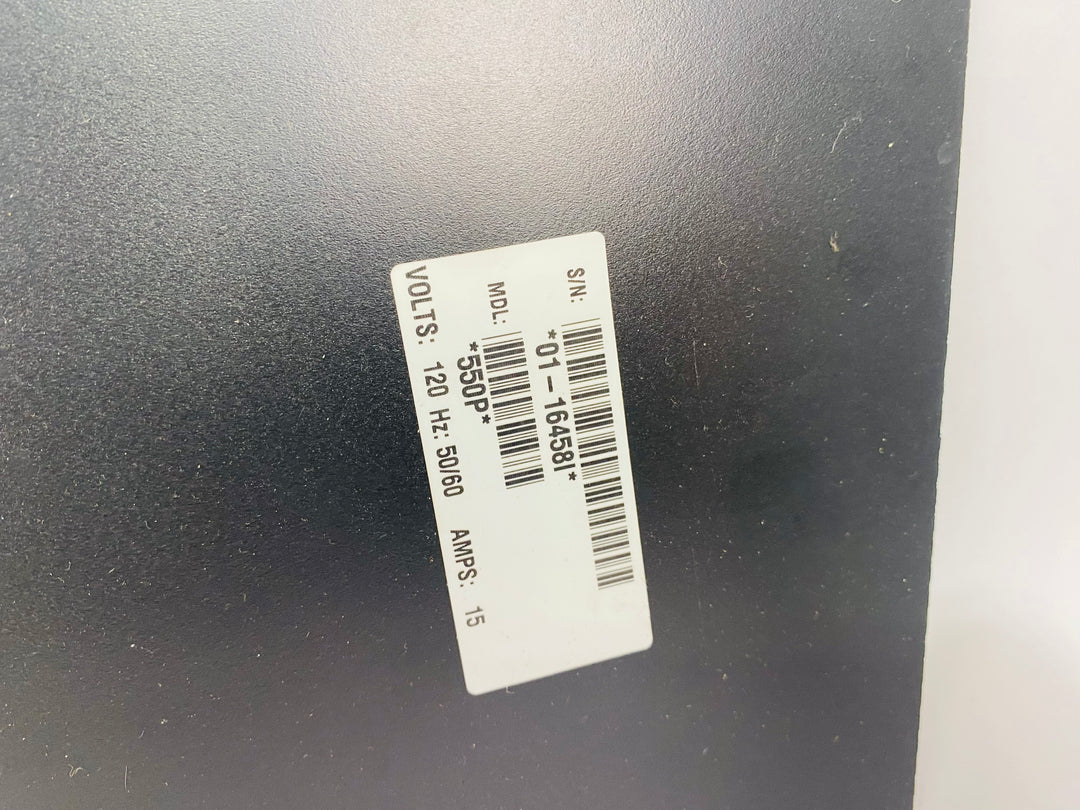 S/N:
*01-16458I*
MDL:
*550P*
VOLTS: 120 Hz: 50/60 AMPS: 15